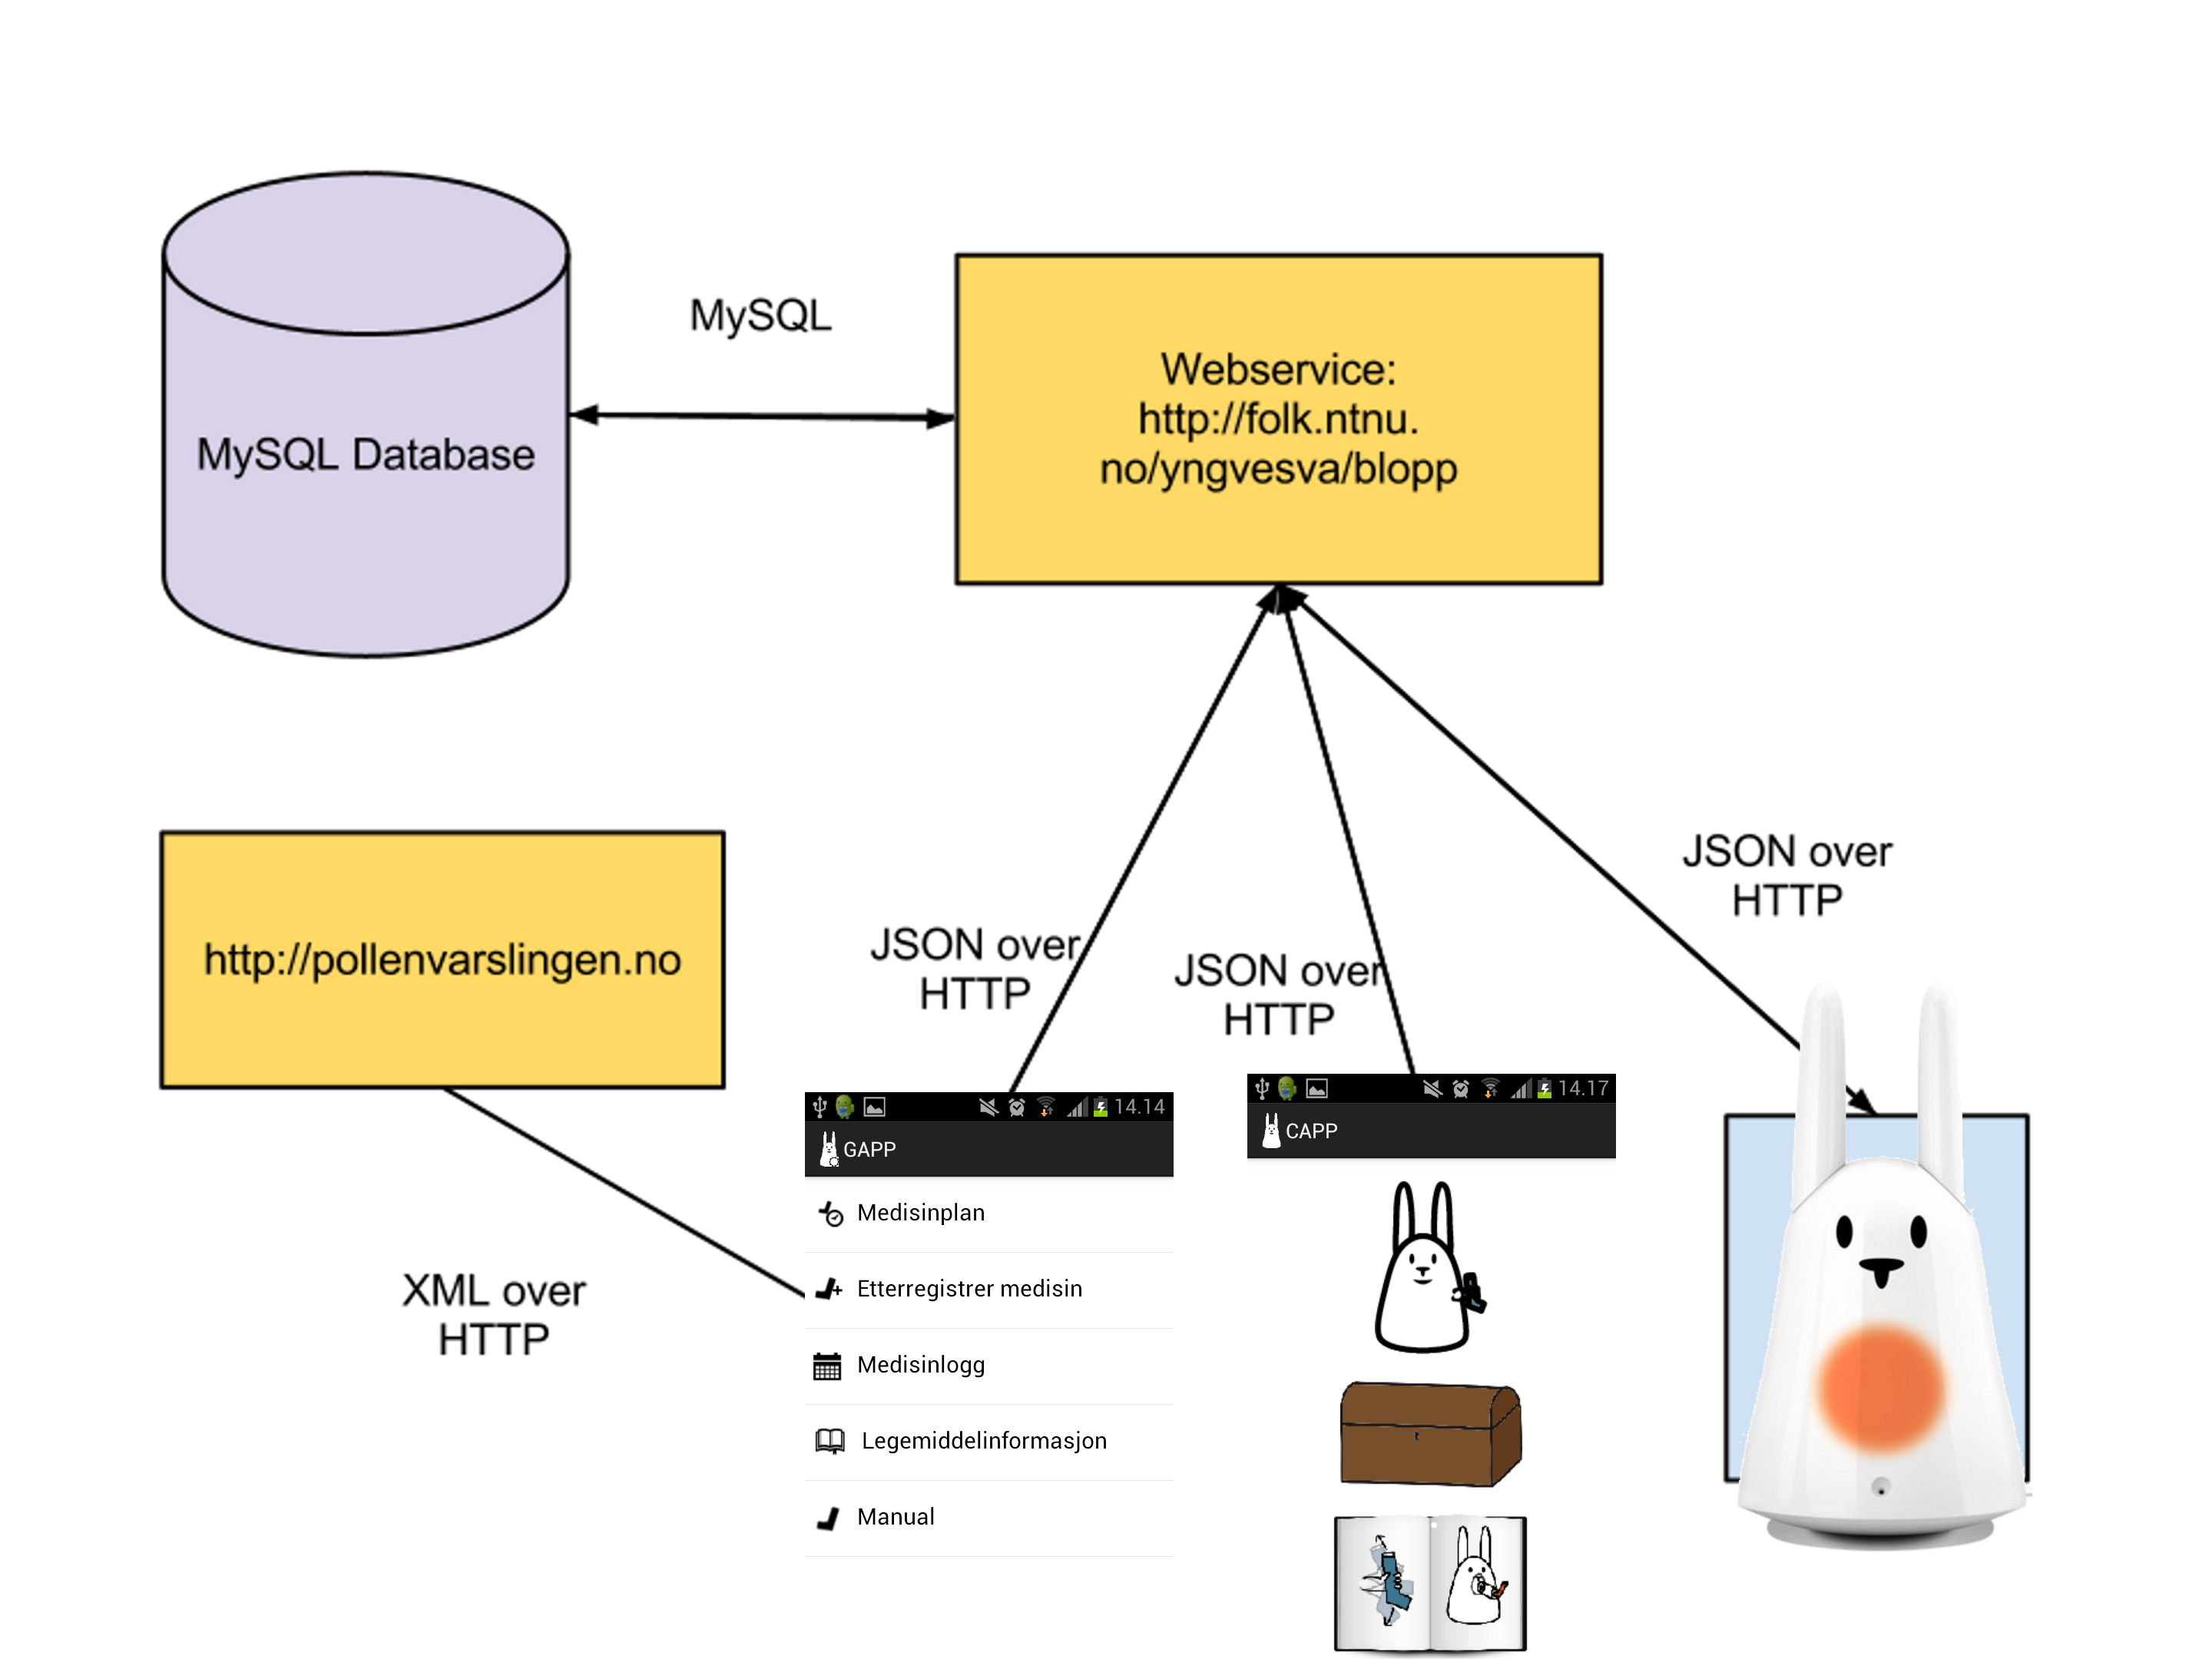 MySQL
MySQL Database
Webservice:
http://folk.ntnu.
no/yngvesva/blopp
http://pollenvarslingen.no
JSON over
HTTP
JSON over
HTTP
JSON over
HTTP
XML over
HTTP
14.14
GAPP
Medisinplan
Etterregistrer medisin
Medisinlogg
Legemiddelinformasjon
Manual
14.17
CAPP